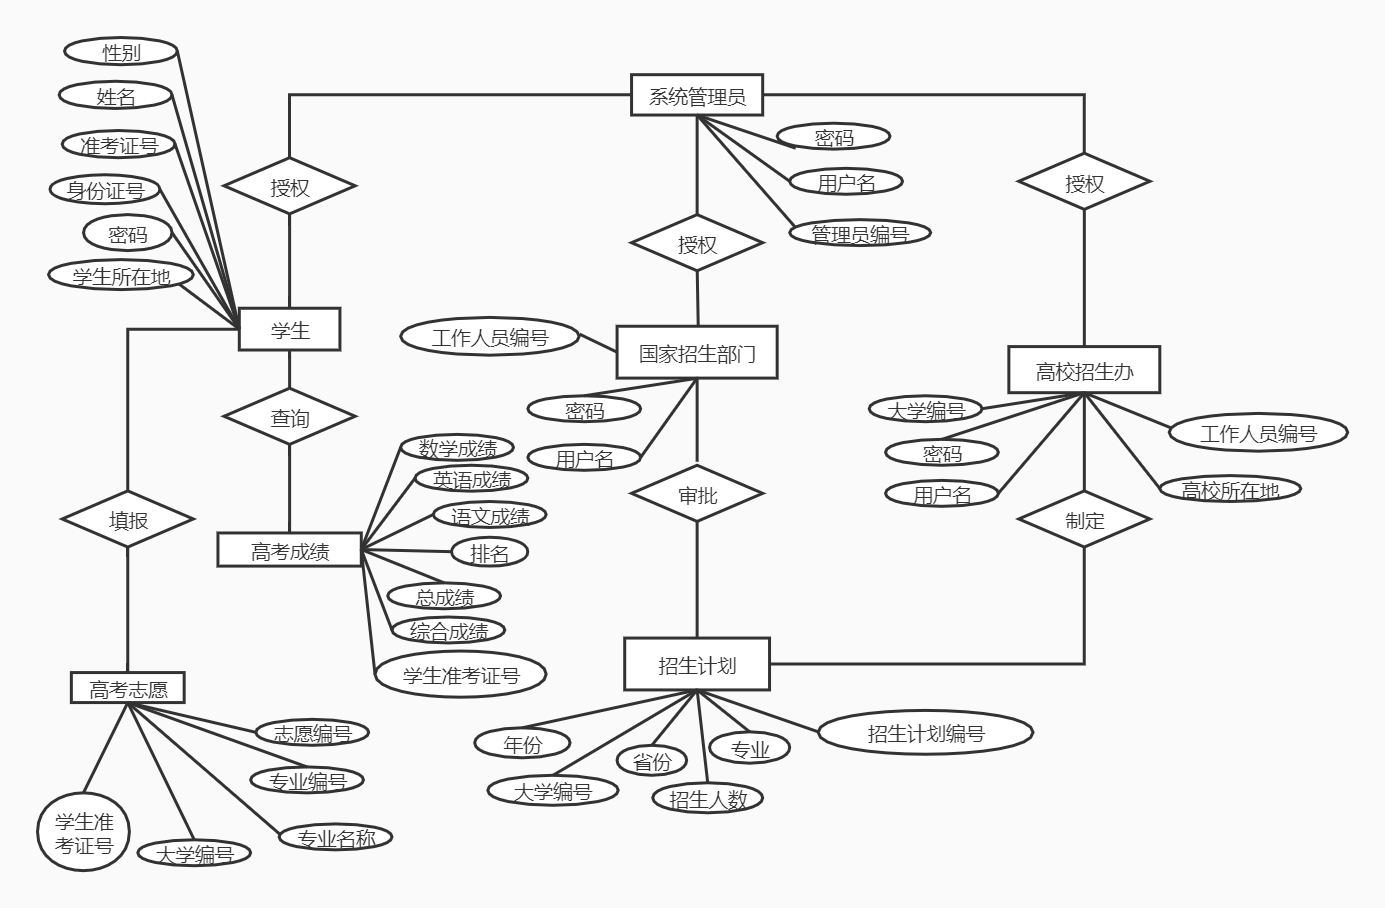 性别
姓名
准考证号
身份证号
密码
学生所在地
系统管理员
密码
用户名
管理员编号
授权
授权
授权
学生
工作人员编号
国家招生部门
密码
用户名
高校招生办
大学编号
密码
用户名
工作人员编号
高校所在地
查询
数学成绩
英语成绩
语文成绩
排名
总成绩
综合成绩
学生准考证号
高考成绩
填报
审批
制定
高考志愿
志愿编号
专业编号
专业名称
大学编号
学生准
考证号
招生计划
年份
大学编号
省份
招生人数
专业
招生计划编号